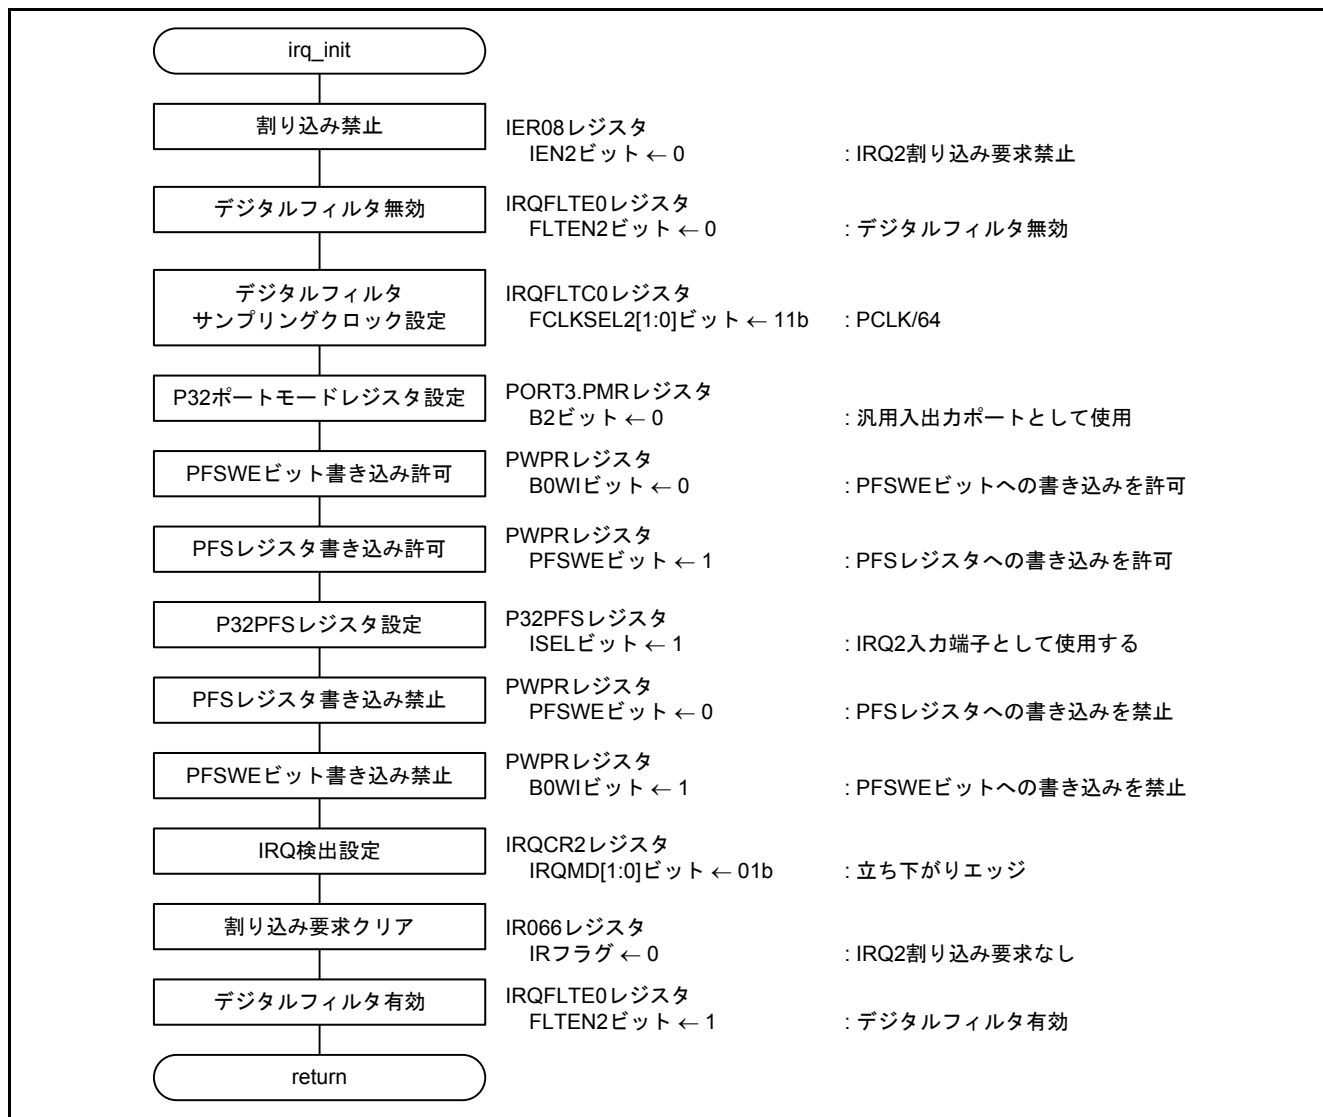 irq_init
割り込み禁止
IER08レジスタ
IEN2ビット ← 0 : IRQ2割り込み要求禁止
デジタルフィルタ無効
IRQFLTE0レジスタ
FLTEN2ビット ← 0 : デジタルフィルタ無効
デジタルフィルタ
サンプリングクロック設定
IRQFLTC0レジスタ
FCLKSEL2[1:0]ビット ← 11b : PCLK/64
P32ポートモードレジスタ設定
PORT3.PMRレジスタ
B2ビット ← 0 : 汎用入出力ポートとして使用
PFSWEビット書き込み許可
PWPRレジスタ
B0WIビット ← 0 : PFSWEビットへの書き込みを許可
PFSレジスタ書き込み許可
PWPRレジスタ
PFSWEビット ← 1 : PFSレジスタへの書き込みを許可
P32PFSレジスタ設定
P32PFSレジスタ
ISELビット ← 1 : IRQ2入力端子として使用する
PFSレジスタ書き込み禁止
PWPRレジスタ
PFSWEビット ← 0 : PFSレジスタへの書き込みを禁止
PFSWEビット書き込み禁止
PWPRレジスタ
B0WIビット ← 1 : PFSWEビットへの書き込みを禁止
IRQ検出設定
IRQCR2レジスタ
IRQMD[1:0]ビット ← 01b : 立ち下がりエッジ
割り込み要求クリア
IR066レジスタ
IRフラグ ← 0 : IRQ2割り込み要求なし
デジタルフィルタ有効
IRQFLTE0レジスタ
FLTEN2ビット ← 1 : デジタルフィルタ有効
return